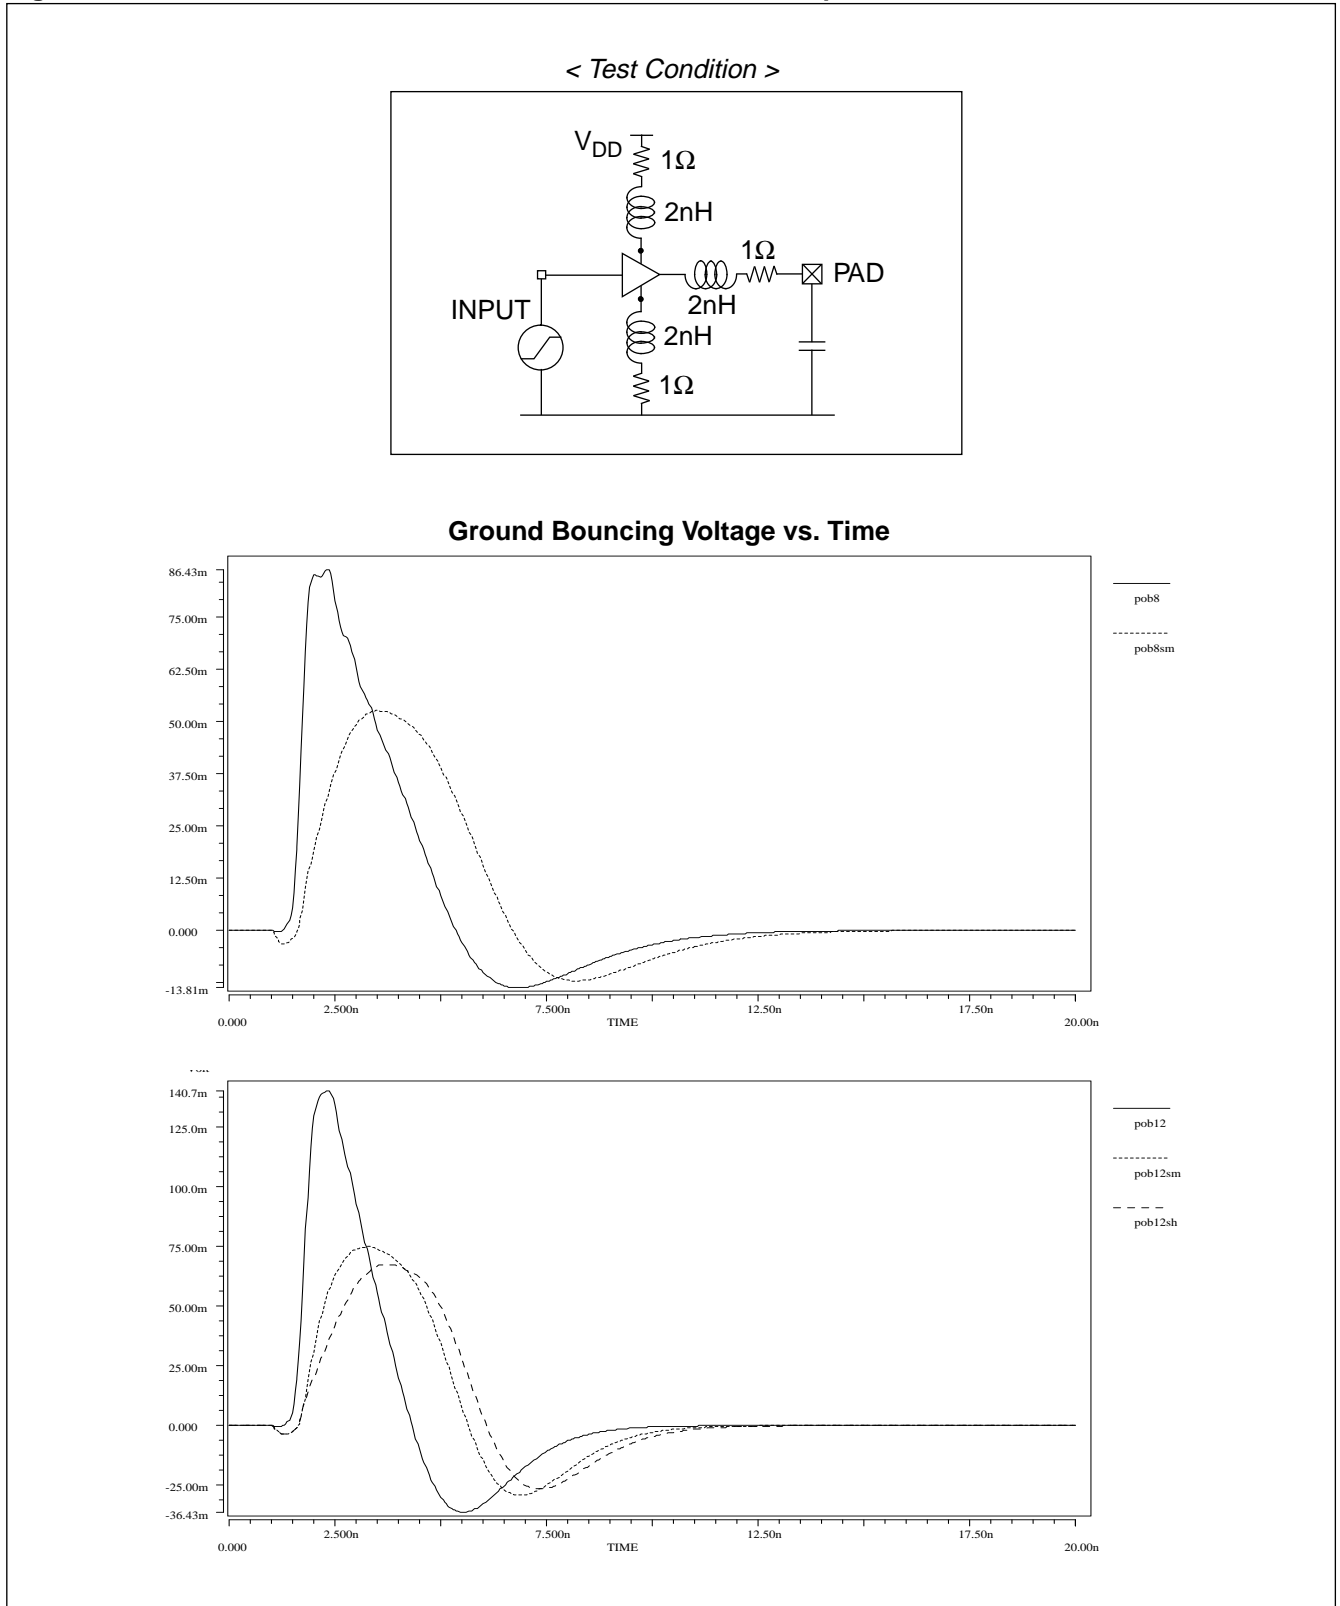 < Test Condition >
VDD
1Ω
2nH
1Ω
PAD
INPUT
2nH
2nH
1Ω
Ground Bouncing Voltage vs. Time
86.43m
75.00m
62.50m
50.00m
37.50m
25.00m
12.50m
0.000
-13.81m
pob8
pob8sm
2.500n
7.500n
12.50n
17.50n
0.000
TIME
20.00n
140.7m
125.0m
100.0m
75.00m
50.00m
25.00m
0.000
-25.00m
-36.43m
pob12
pob12sm
pob12sh
2.500n
7.500n
12.50n
17.50n
0.000
TIME
20.00n